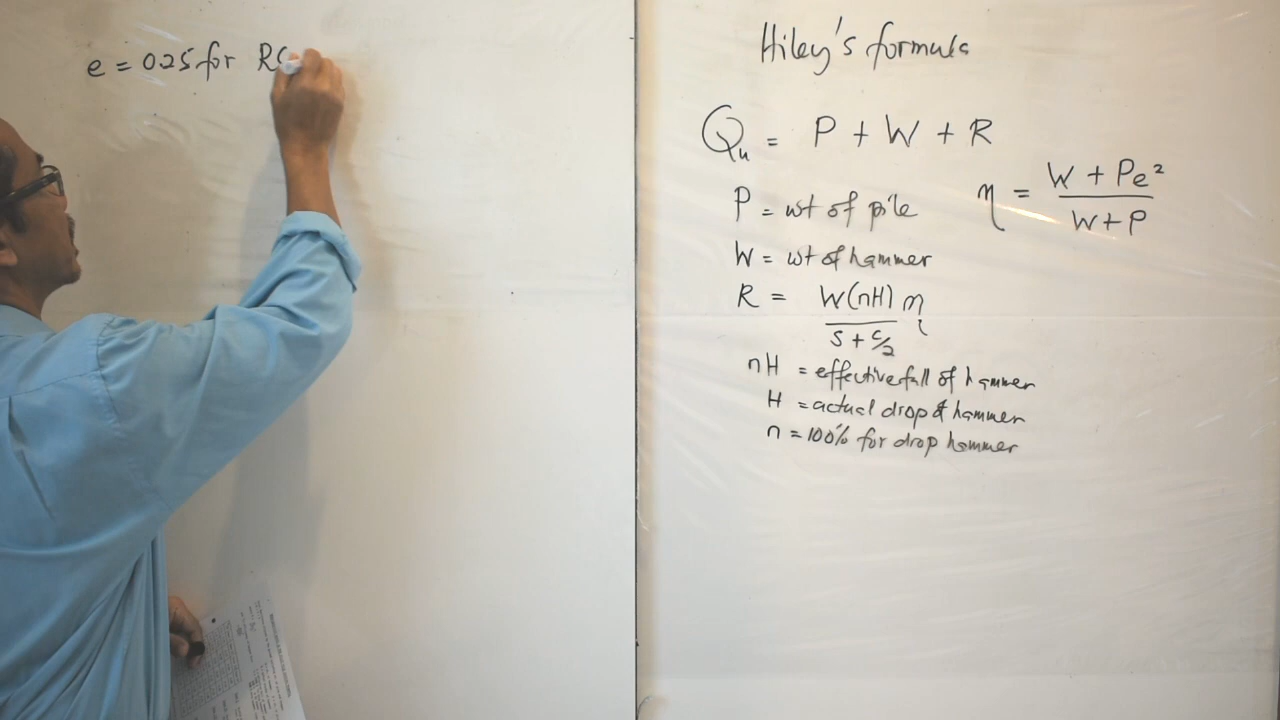 e = 0.25 for RC
Hiley's formula
Qu = P + W + R
P = wt of pile
η = W + Pe² / W + P
W = wt of hammer
R = W(nH) η / s + c/2
nH = effective fall of hammer
H = actual drop of hammer
n = 100% for drop hammer